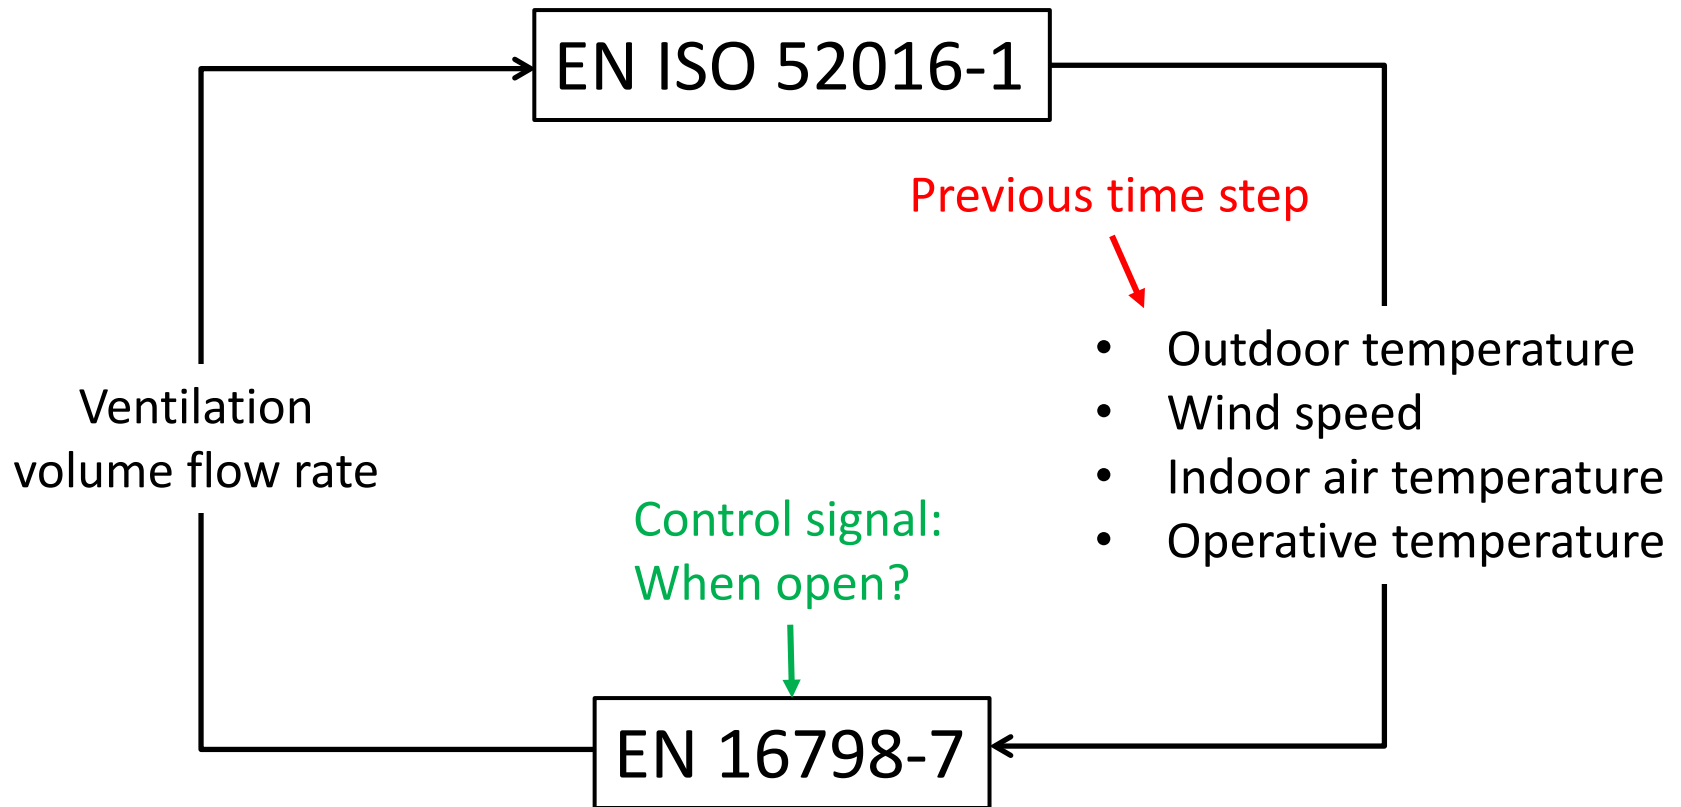 EN ISO 52016-1
Previous time step
• Outdoor temperature
• Wind speed
• Indoor air temperature
• Operative temperature
Ventilation
volume flow rate
Control signal:
When open?
EN 16798-7